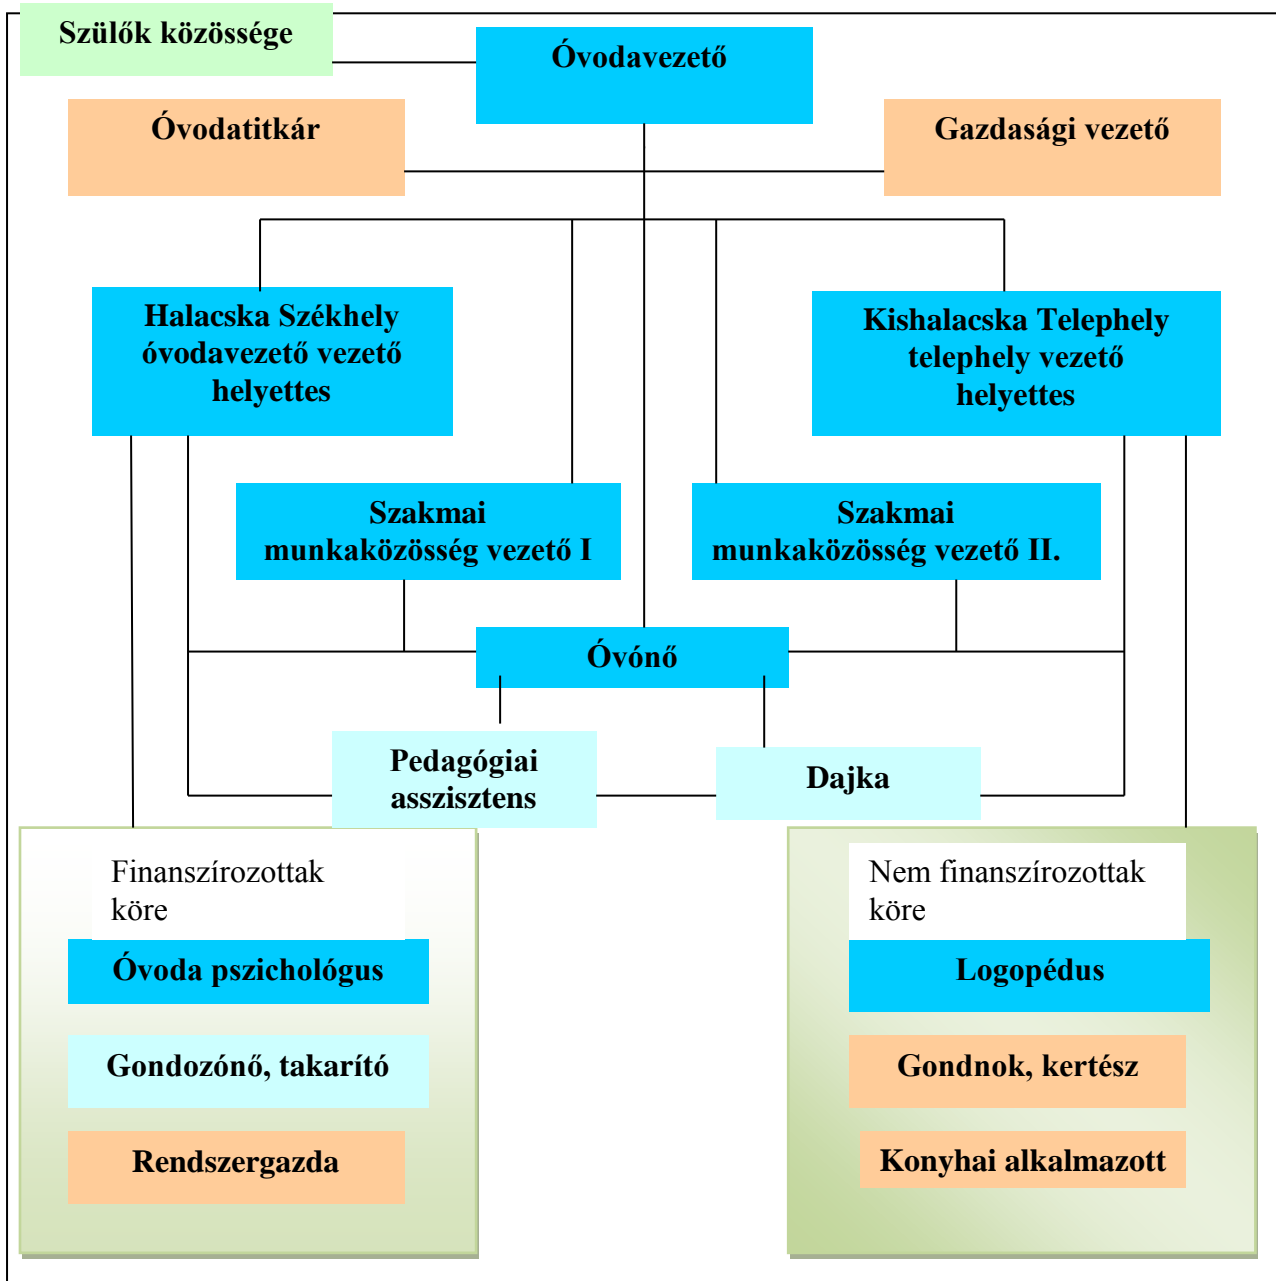 Szülők közössége
Óvodavezető
Óvodatitkár
Gazdasági vezető
Halacska Székhely
óvodavezető vezető
helyettes
Kishalacska Telephely
telephely vezető
helyettes
Szakmai
munkaközösség vezető I
Szakmai
munkaközösség vezető II.
Óvónő
Pedagógiai
asszisztens
Dajka
Finanszírozottak
köre
Óvoda pszichológus
Gondozónő, takarító
Rendszergazda
Nem finanszírozottak
köre
Logopédus
Gondnok, kertész
Konyhai alkalmazott